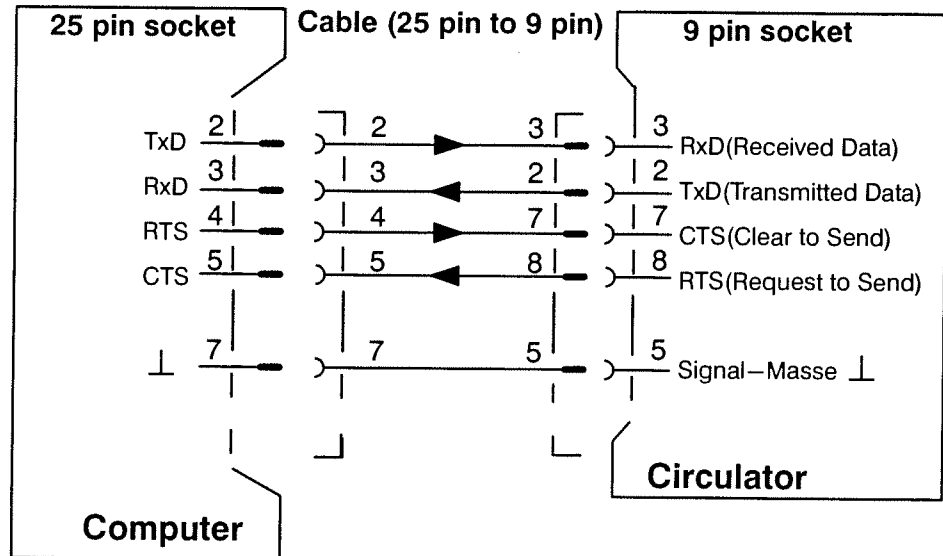 25 pin socket Cable (25 pin to 9 pin) 9 pin socket
TxD 2 2 3 3 RxD(Received Data)
RxD 3 3 2 2 TxD(Transmitted Data)
RTS 4 4 7 7 CTS(Clear to Send)
CTS 5 5 8 8 RTS(Request to Send)
7 7 5 5 Signal–Masse
Circulator
Computer